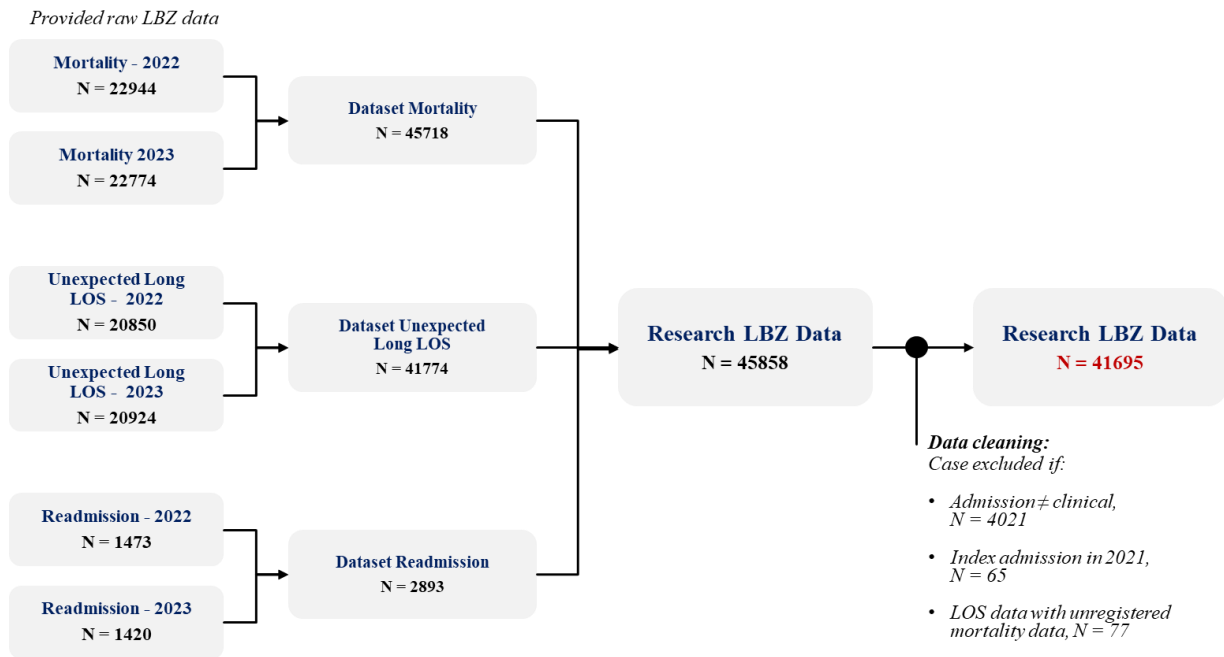 Provided raw LBZ data
Mortality - 2022
N = 22944
Mortality 2023
N = 22774
Dataset Mortality
N = 45718
Unexpected Long
LOS - 2022
N = 20850
Unexpected Long
LOS - 2023
N = 20924
Dataset Unexpected
Long LOS
N = 41774
Readmission - 2022
N = 1473
Readmission - 2023
N = 1420
Dataset Readmission
N = 2893
Research LBZ Data
N = 45858
Research LBZ Data
N = 41695
Data cleaning:
Case excluded if:
• Admission ≠ clinical,
N = 4021
• Index admission in 2021,
N = 65
• LOS data with unregistered
mortality data, N = 77